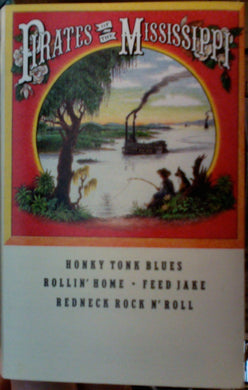 PIRATES OF THE MISSISSIPPI
HONKY TONK BLUES
ROLLIN' HOME • FEED JAKE
REDNECK ROCK N' ROLL